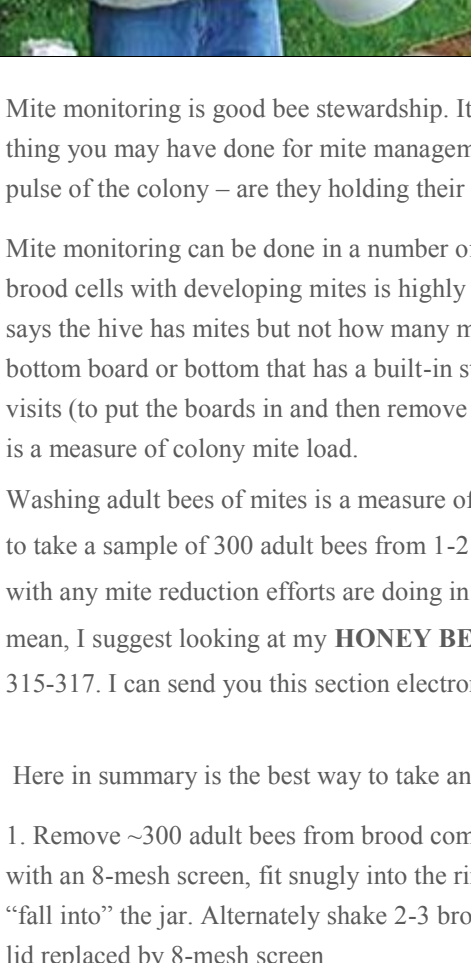 Mite monitoring is good bee stewardship. It
thing you may have done for mite managem
pulse of the colony – are they holding their
Mite monitoring can be done in a number of
brood cells with developing mites is highly
says the hive has mites but not how many m
bottom board or bottom that has a built-in s
visits (to put the boards in and then remove
is a measure of colony mite load.
Washing adult bees of mites is a measure of
to take a sample of 300 adult bees from 1-2
with any mite reduction efforts are doing in
mean, I suggest looking at my HONEY BE
315-317. I can send you this section electro
Here in summary is the best way to take an
1. Remove ~300 adult bees from brood com
with an 8-mesh screen, fit snugly into the ri
“fall into” the jar. Alternately shake 2-3 bro
lid replaced by 8-mesh screen